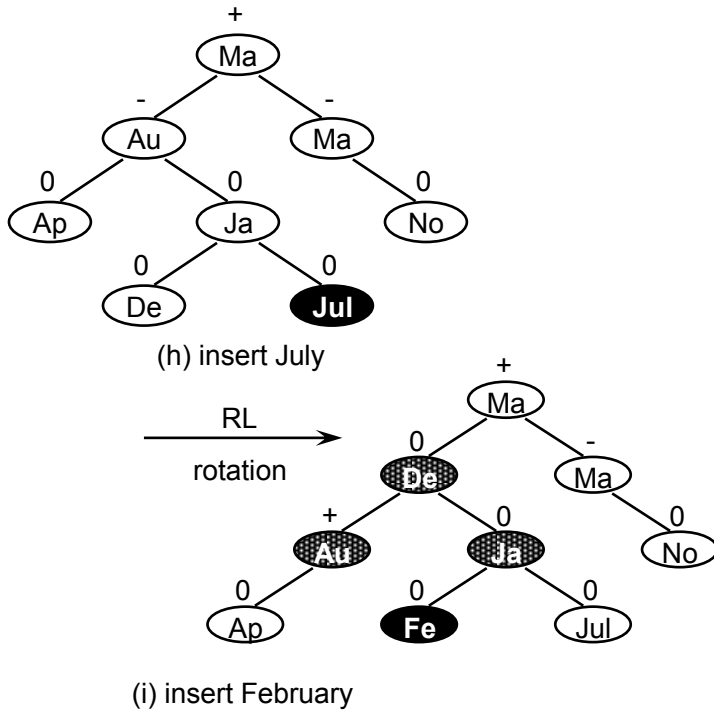 +
Ma
- -
Au Ma
0 0 0
Ap Ja No
0 0
De Jul
(h) insert July
+
Ma
RL
rotation
0 -
De Ma
+ 0 0
Au Ja No
0 0 0
Ap Fe Jul
(i) insert February